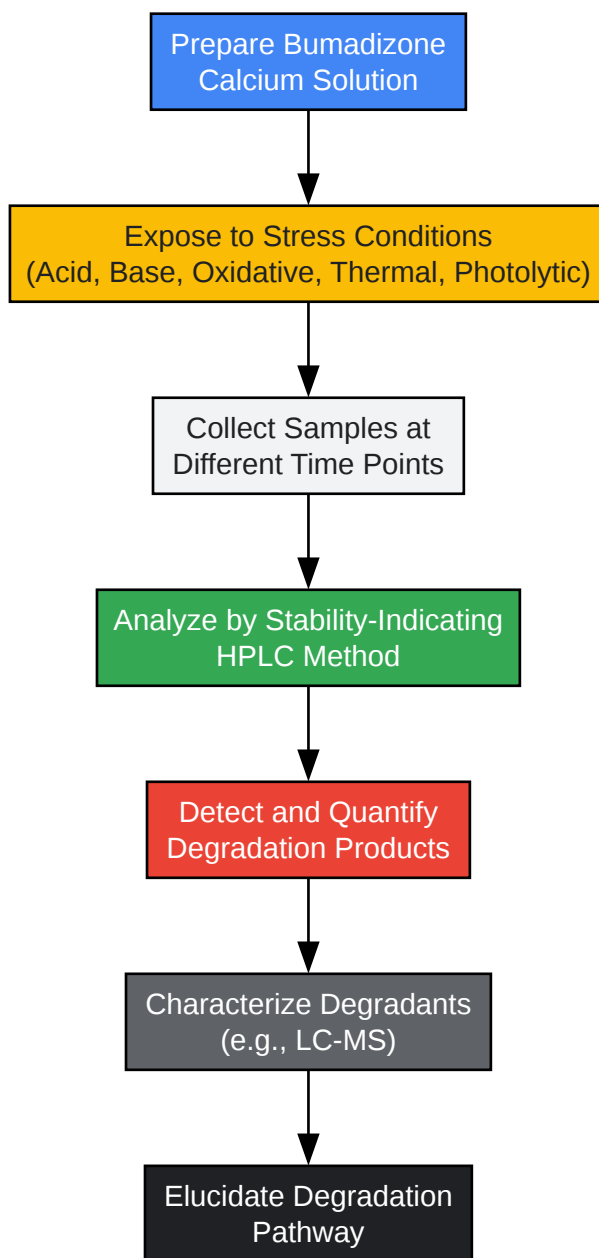 Prepare Bumadizone
Calcium Solution
Expose to Stress Conditions
(Acid, Base, Oxidative, Thermal, Photolytic)
Collect Samples at
Different Time Points
Analyze by Stability-Indicating
HPLC Method
Detect and Quantify
Degradation Products
Characterize Degradants
(e.g., LC-MS)
Elucidate Degradation
Pathway